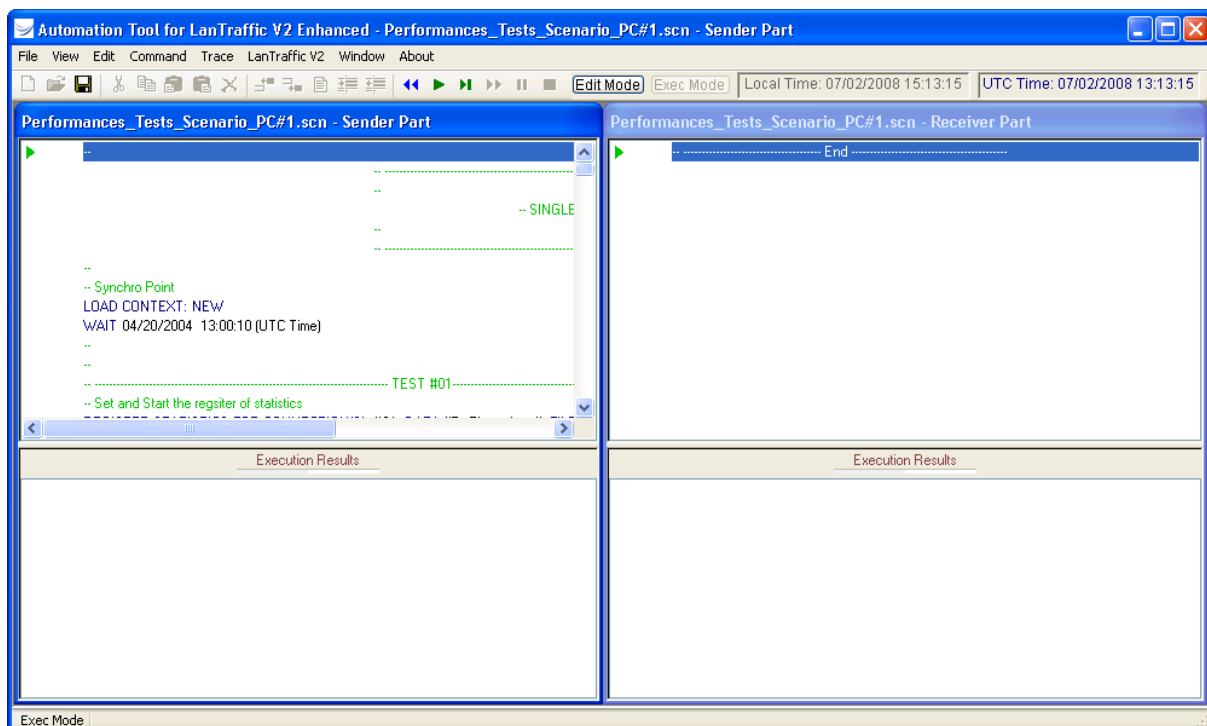 Automation Tool for LanTraffic V2 Enhanced - Performances_Tests_Scenario_PC#1.scn - Sender Part
File View Edit Command Trace LanTraffic V2 Window About
Edit Mode Exec Mode Local Time: 07/02/2008 15:13:15 UTC Time: 07/02/2008 13:13:15
Performances_Tests_Scenario_PC#1.scn - Sender Part
--
-- ------------------------------------------------
--
-- SINGLE
--
-- ------------------------------------------------
--
-- Synchro Point
LOAD CONTEXT: NEW
WAIT 04/20/2004 13:00:10 (UTC Time)
--
--
-- ------------------------------------------------ TEST #01 --------------------------------
-- Set and Start the regsiter of statistics
Execution Results
Performances_Tests_Scenario_PC#1.scn - Receiver Part
-- ------------------------------------ End ----------------------------------------
Execution Results
Exec Mode